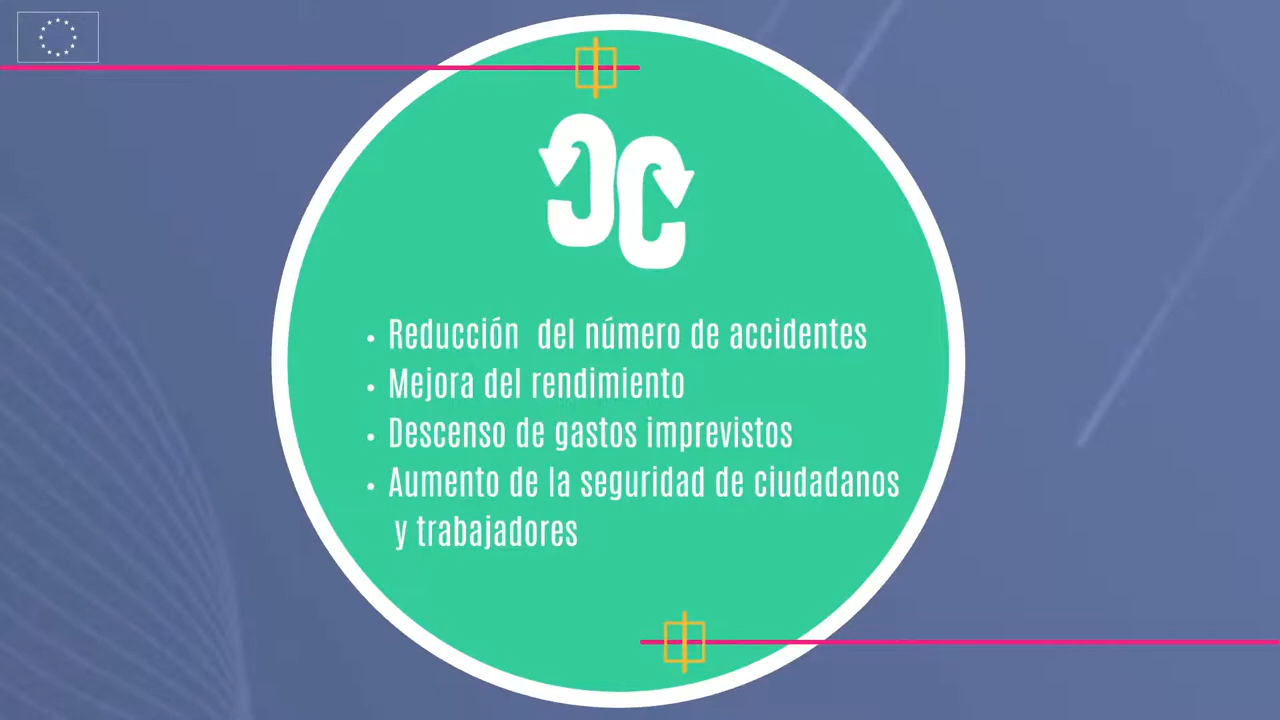 • Reducción del número de accidentes
• Mejora del rendimiento
• Descenso de gastos imprevistos
• Aumento de la seguridad de ciudadanos
y trabajadores